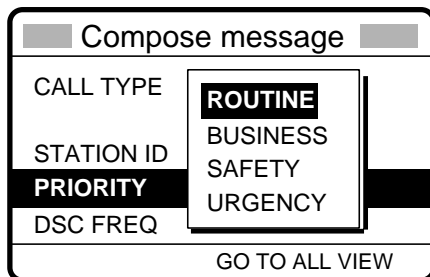 Compose message
CALL TYPE
ROUTINE
BUSINESS
STATION ID
SAFETY
PRIORITY
URGENCY
DSC FREQ
GO TO ALL VIEW